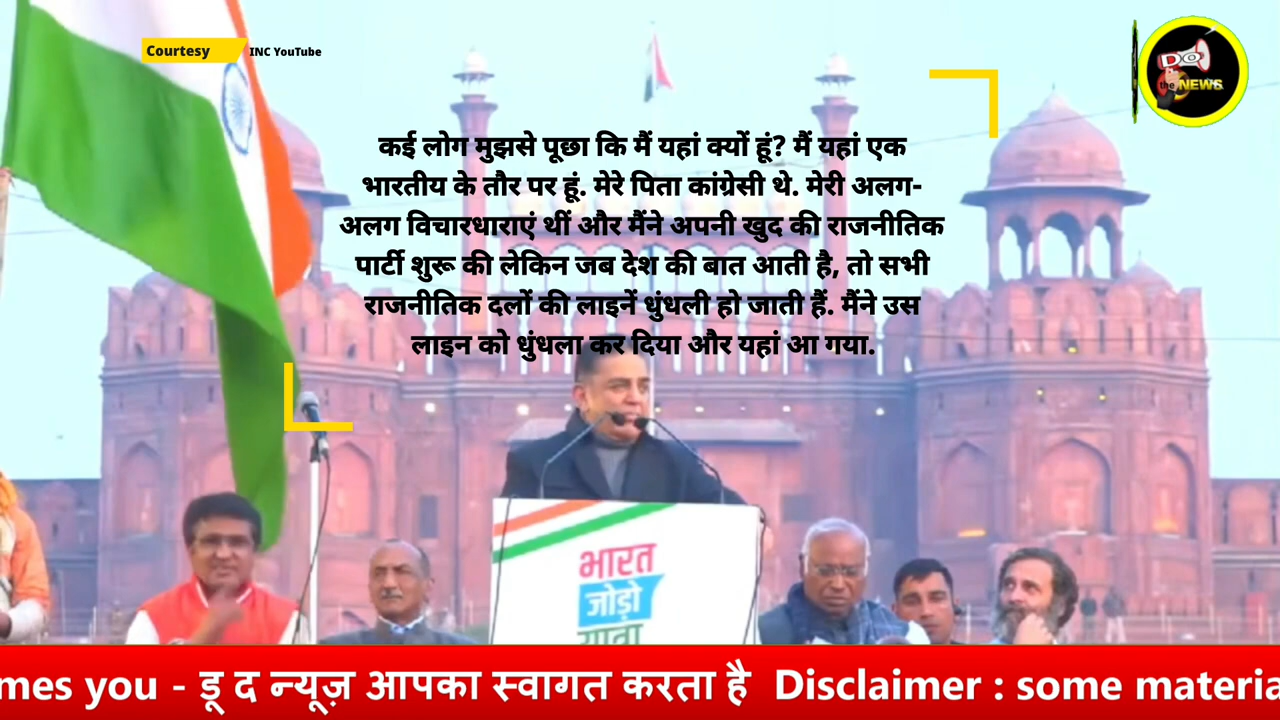 Courtesy INC YouTube
DO
the NEWS
कई लोग मुझसे पूछा कि मैं यहां क्यों हूं? मैं यहां एक
भारतीय के तौर पर हूं. मेरे पिता कांग्रेसी थे. मेरी अलग-
अलग विचारधाराएं थीं और मैंने अपनी खुद की राजनीतिक
पार्टी शुरू की लेकिन जब देश की बात आती है, तो सभी
राजनीतिक दलों की लाइनें धुंधली हो जाती हैं. मैंने उस
लाइन को धुंधला कर दिया और यहां आ गया.
भारत
जोड़ो
यात्रा
mes you - डू द न्यूज़ आपका स्वागत करता है Disclaimer : some materia